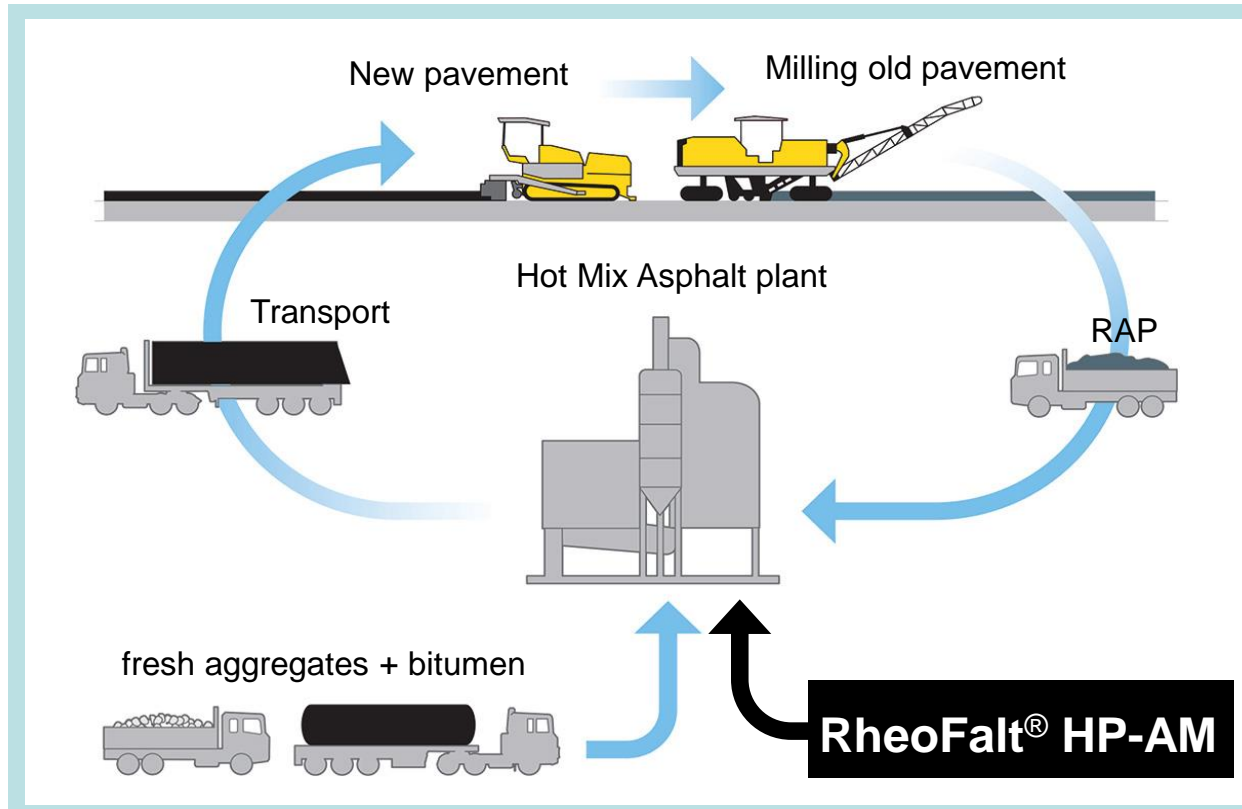 New pavement
Milling old pavement
Hot Mix Asphalt plant
Transport
RAP
fresh aggregates + bitumen
RheoFalt® HP-AM